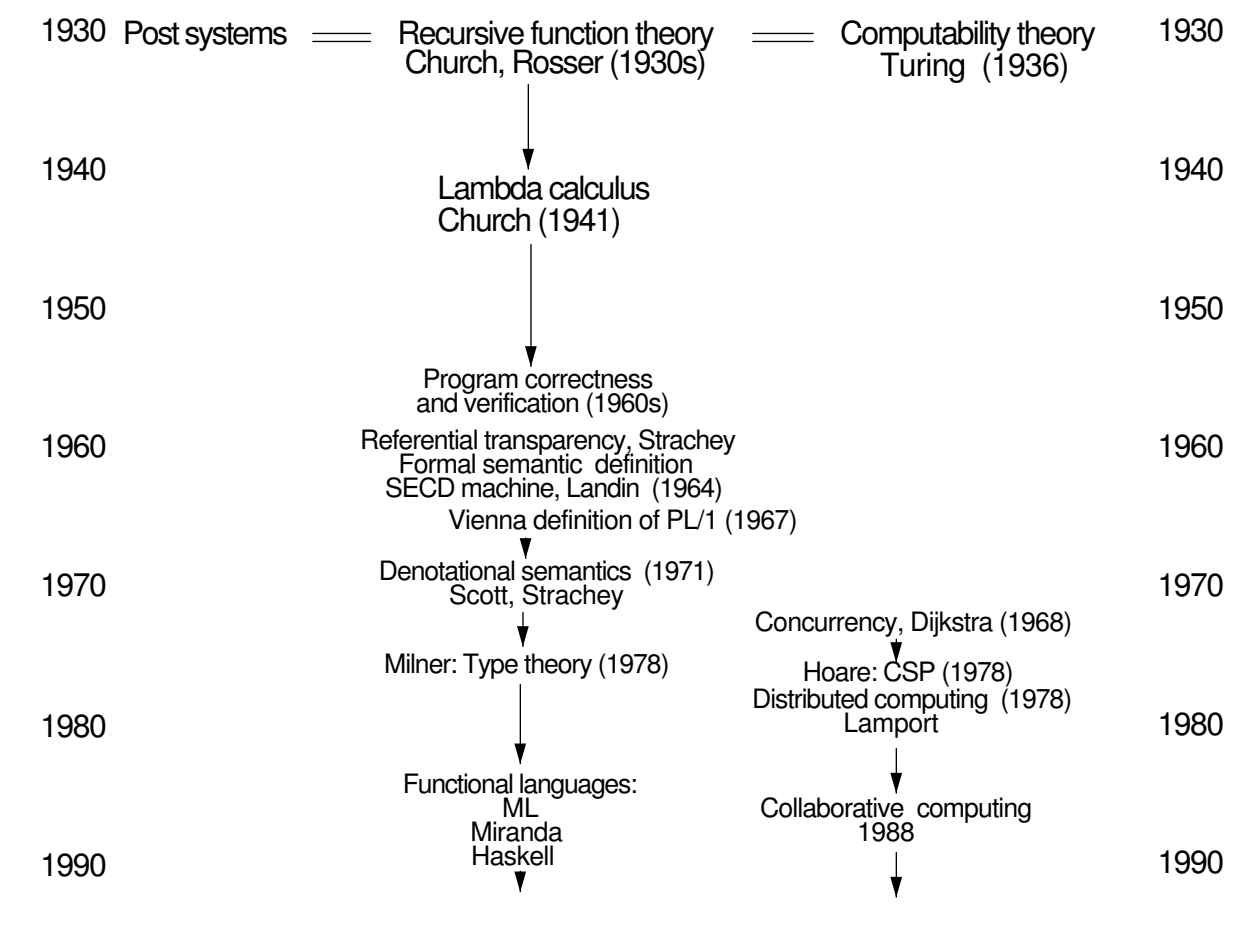 1930 Post systems Recursive function theory Computability theory 1930
Church, Rosser (1930s) Turing (1936)
1940 1940
Lambda calculus
Church (1941)
1950 1950
Program correctness
and verification (1960s)
1960 Referential transparency, Strachey 1960
Formal semantic definition
SECD machine, Landin (1964)
Vienna definition of PL/1 (1967)
Denotational semantics (1971)
1970 1970
Scott, Strachey
Concurrency, Dijkstra (1968)
Milner: Type theory (1978) Hoare: CSP (1978)
Distributed computing (1978)
1980 Lamport 1980
Functional languages:
ML Collaborative computing
Miranda 1988
Haskell
1990 1990